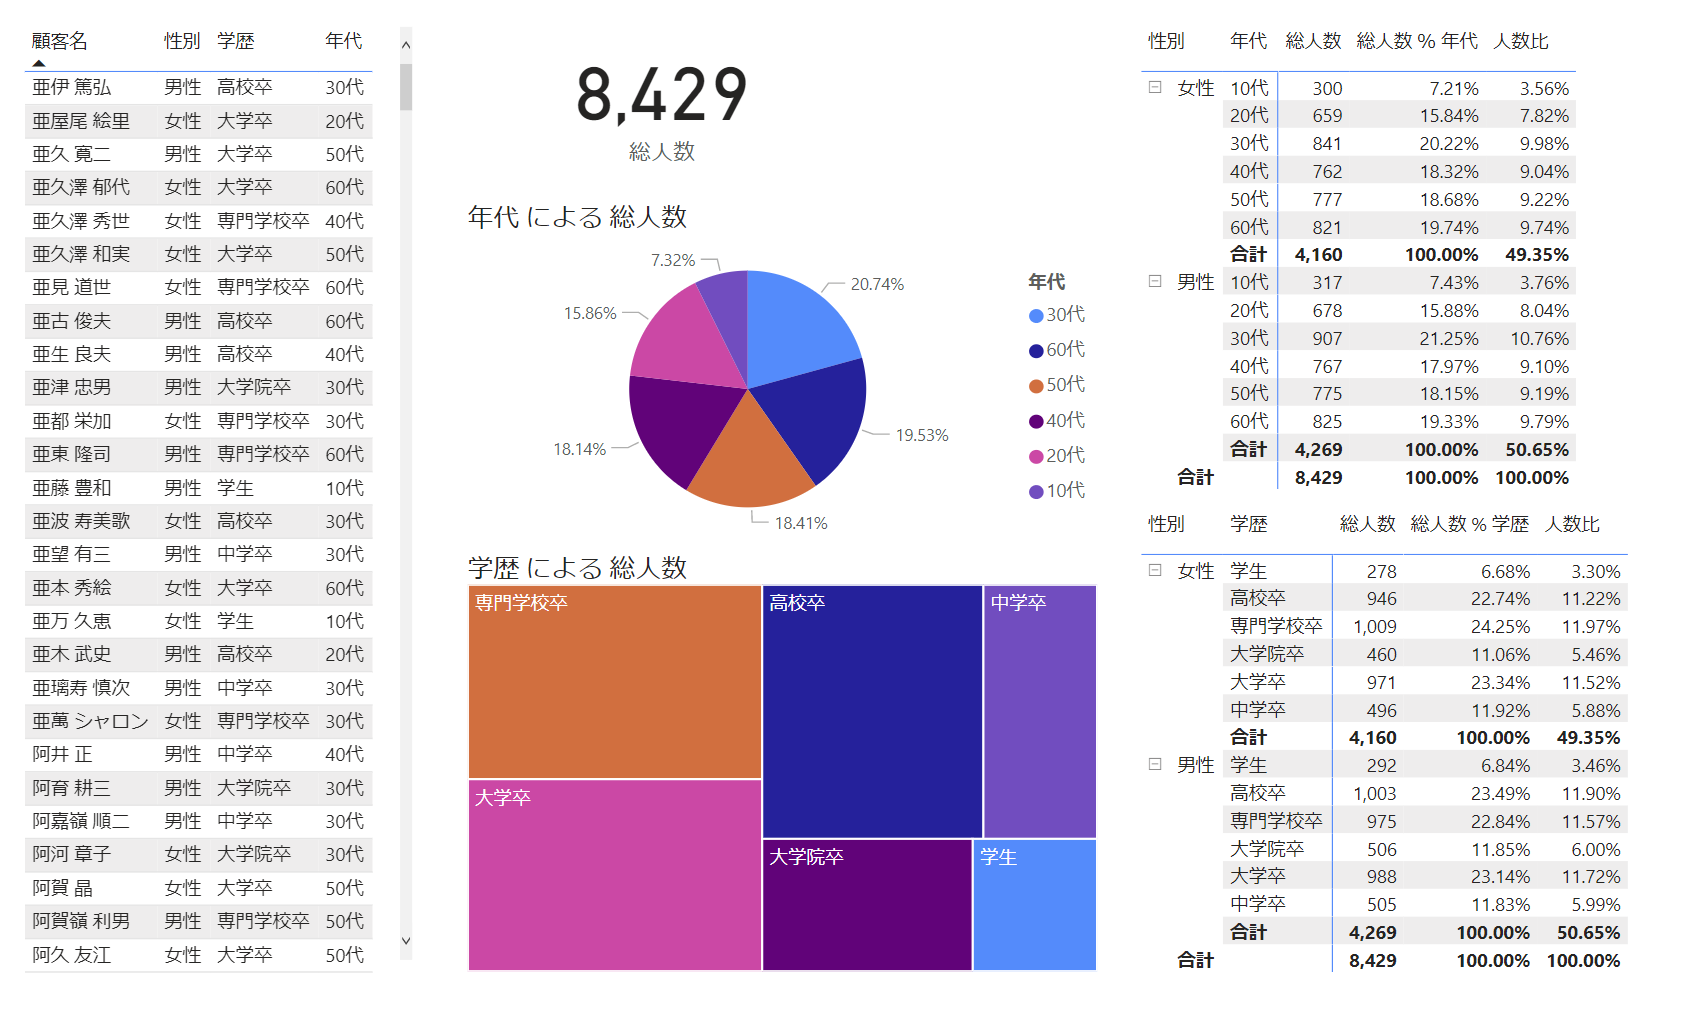 顧客名 性別 学歴 年代
亜伊 篤弘 男性 高校卒 30代
亜屋尾 絵里 女性 大学卒 20代
亜久 寛二 男性 大学卒 50代
亜久澤 郁代 女性 大学卒 60代
亜久澤 秀世 女性 専門学校卒 40代
亜久澤 和実 女性 大学卒 50代
亜見 道世 女性 専門学校卒 60代
亜古 俊夫 男性 高校卒 60代
亜生 良夫 男性 高校卒 40代
亜津 忠男 男性 大学院卒 30代
亜都 栄加 女性 専門学校卒 30代
亜東 隆司 男性 専門学校卒 60代
亜藤 豊和 男性 学生 10代
亜波 寿美歌 女性 高校卒 30代
亜望 有三 男性 中学卒 30代
亜本 秀絵 女性 大学卒 60代
亜万 久恵 女性 学生 10代
亜木 武史 男性 高校卒 20代
亜璃寿 慎次 男性 中学卒 30代
亜萬 シャロン 女性 専門学校卒 30代
阿井 正 男性 中学卒 40代
阿育 耕三 男性 大学院卒 30代
阿嘉嶺 順二 男性 中学卒 30代
阿河 章子 女性 大学院卒 30代
阿賀 晶 女性 大学卒 50代
阿賀嶺 利男 男性 専門学校卒 50代
阿久 友江 女性 大学卒 50代
8,429
総人数
年代 による 総人数
7.32%
20.74%
15.86%
19.53%
18.14%
18.41%
年代
30代
60代
50代
40代
20代
10代
学歴 による 総人数
専門学校卒
高校卒
中学卒
大学卒
大学院卒
学生
性別 年代 総人数 総人数 % 年代 人数比
女性 10代 300 7.21% 3.56%
20代 659 15.84% 7.82%
30代 841 20.22% 9.98%
40代 762 18.32% 9.04%
50代 777 18.68% 9.22%
60代 821 19.74% 9.74%
合計 4,160 100.00% 49.35%
男性 10代 317 7.43% 3.76%
20代 678 15.88% 8.04%
30代 907 21.25% 10.76%
40代 767 17.97% 9.10%
50代 775 18.15% 9.19%
60代 825 19.33% 9.79%
合計 4,269 100.00% 50.65%
合計 8,429 100.00% 100.00%
性別 学歴 総人数 総人数 % 学歴 人数比
女性 学生 278 6.68% 3.30%
高校卒 946 22.74% 11.22%
専門学校卒 1,009 24.25% 11.97%
大学院卒 460 11.06% 5.46%
大学卒 971 23.34% 11.52%
中学卒 496 11.92% 5.88%
合計 4,160 100.00% 49.35%
男性 学生 292 6.84% 3.46%
高校卒 1,003 23.49% 11.90%
専門学校卒 975 22.84% 11.57%
大学院卒 506 11.85% 6.00%
大学卒 988 23.14% 11.72%
中学卒 505 11.83% 5.99%
合計 4,269 100.00% 50.65%
合計 8,429 100.00% 100.00%